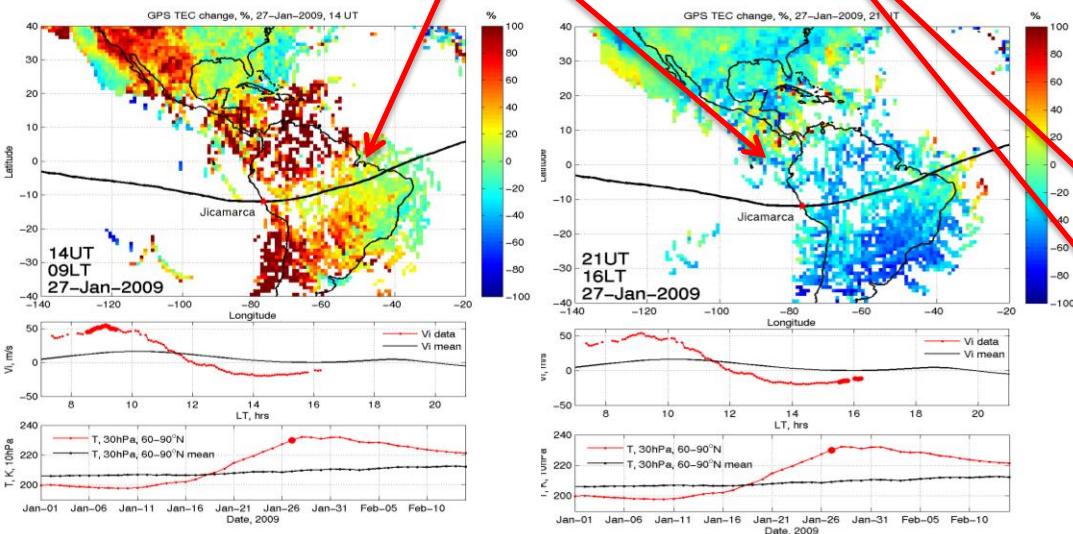 GPS TEC change, %, 27-Jan-2009, 14 UT
%
100
80
60
40
20
0
-20
-40
-60
-80
-100
40
30
20
10
0
-10
-20
-30
-40
Latitude
Jicamarca
14UT
09LT
27-Jan-2009
-140
-120
-100
-80
-60
-40
-20
Longitude
50
0
-50
Vi, m/s
Vi data
Vi mean
8
10
12
14
16
18
20
LT, hrs
240
220
200
T, K, 10hPa
T, 30hPa, 60-90°N
T, 30hPa, 60-90°N mean
Jan-01
Jan-06
Jan-11
Jan-16
Jan-21
Jan-26
Jan-31
Feb-05
Feb-10
Date, 2009
GPS TEC change, %, 27-Jan-2009, 21 UT
%
100
80
60
40
20
0
-20
-40
-60
-80
-100
40
30
20
10
0
-10
-20
-30
-40
Latitude
Jicamarca
21UT
16LT
27-Jan-2009
-140
-120
-100
-80
-60
-40
-20
Longitude
50
0
-50
Vi data
Vi mean
8
10
12
14
16
18
20
LT, hrs
240
220
200
T, 30hPa, 60-90°N
T, 30hPa, 60-90°N mean
Jan-01
Jan-06
Jan-11
Jan-16
Jan-21
Jan-26
Jan-31
Feb-05
Feb-10
Date, 2009